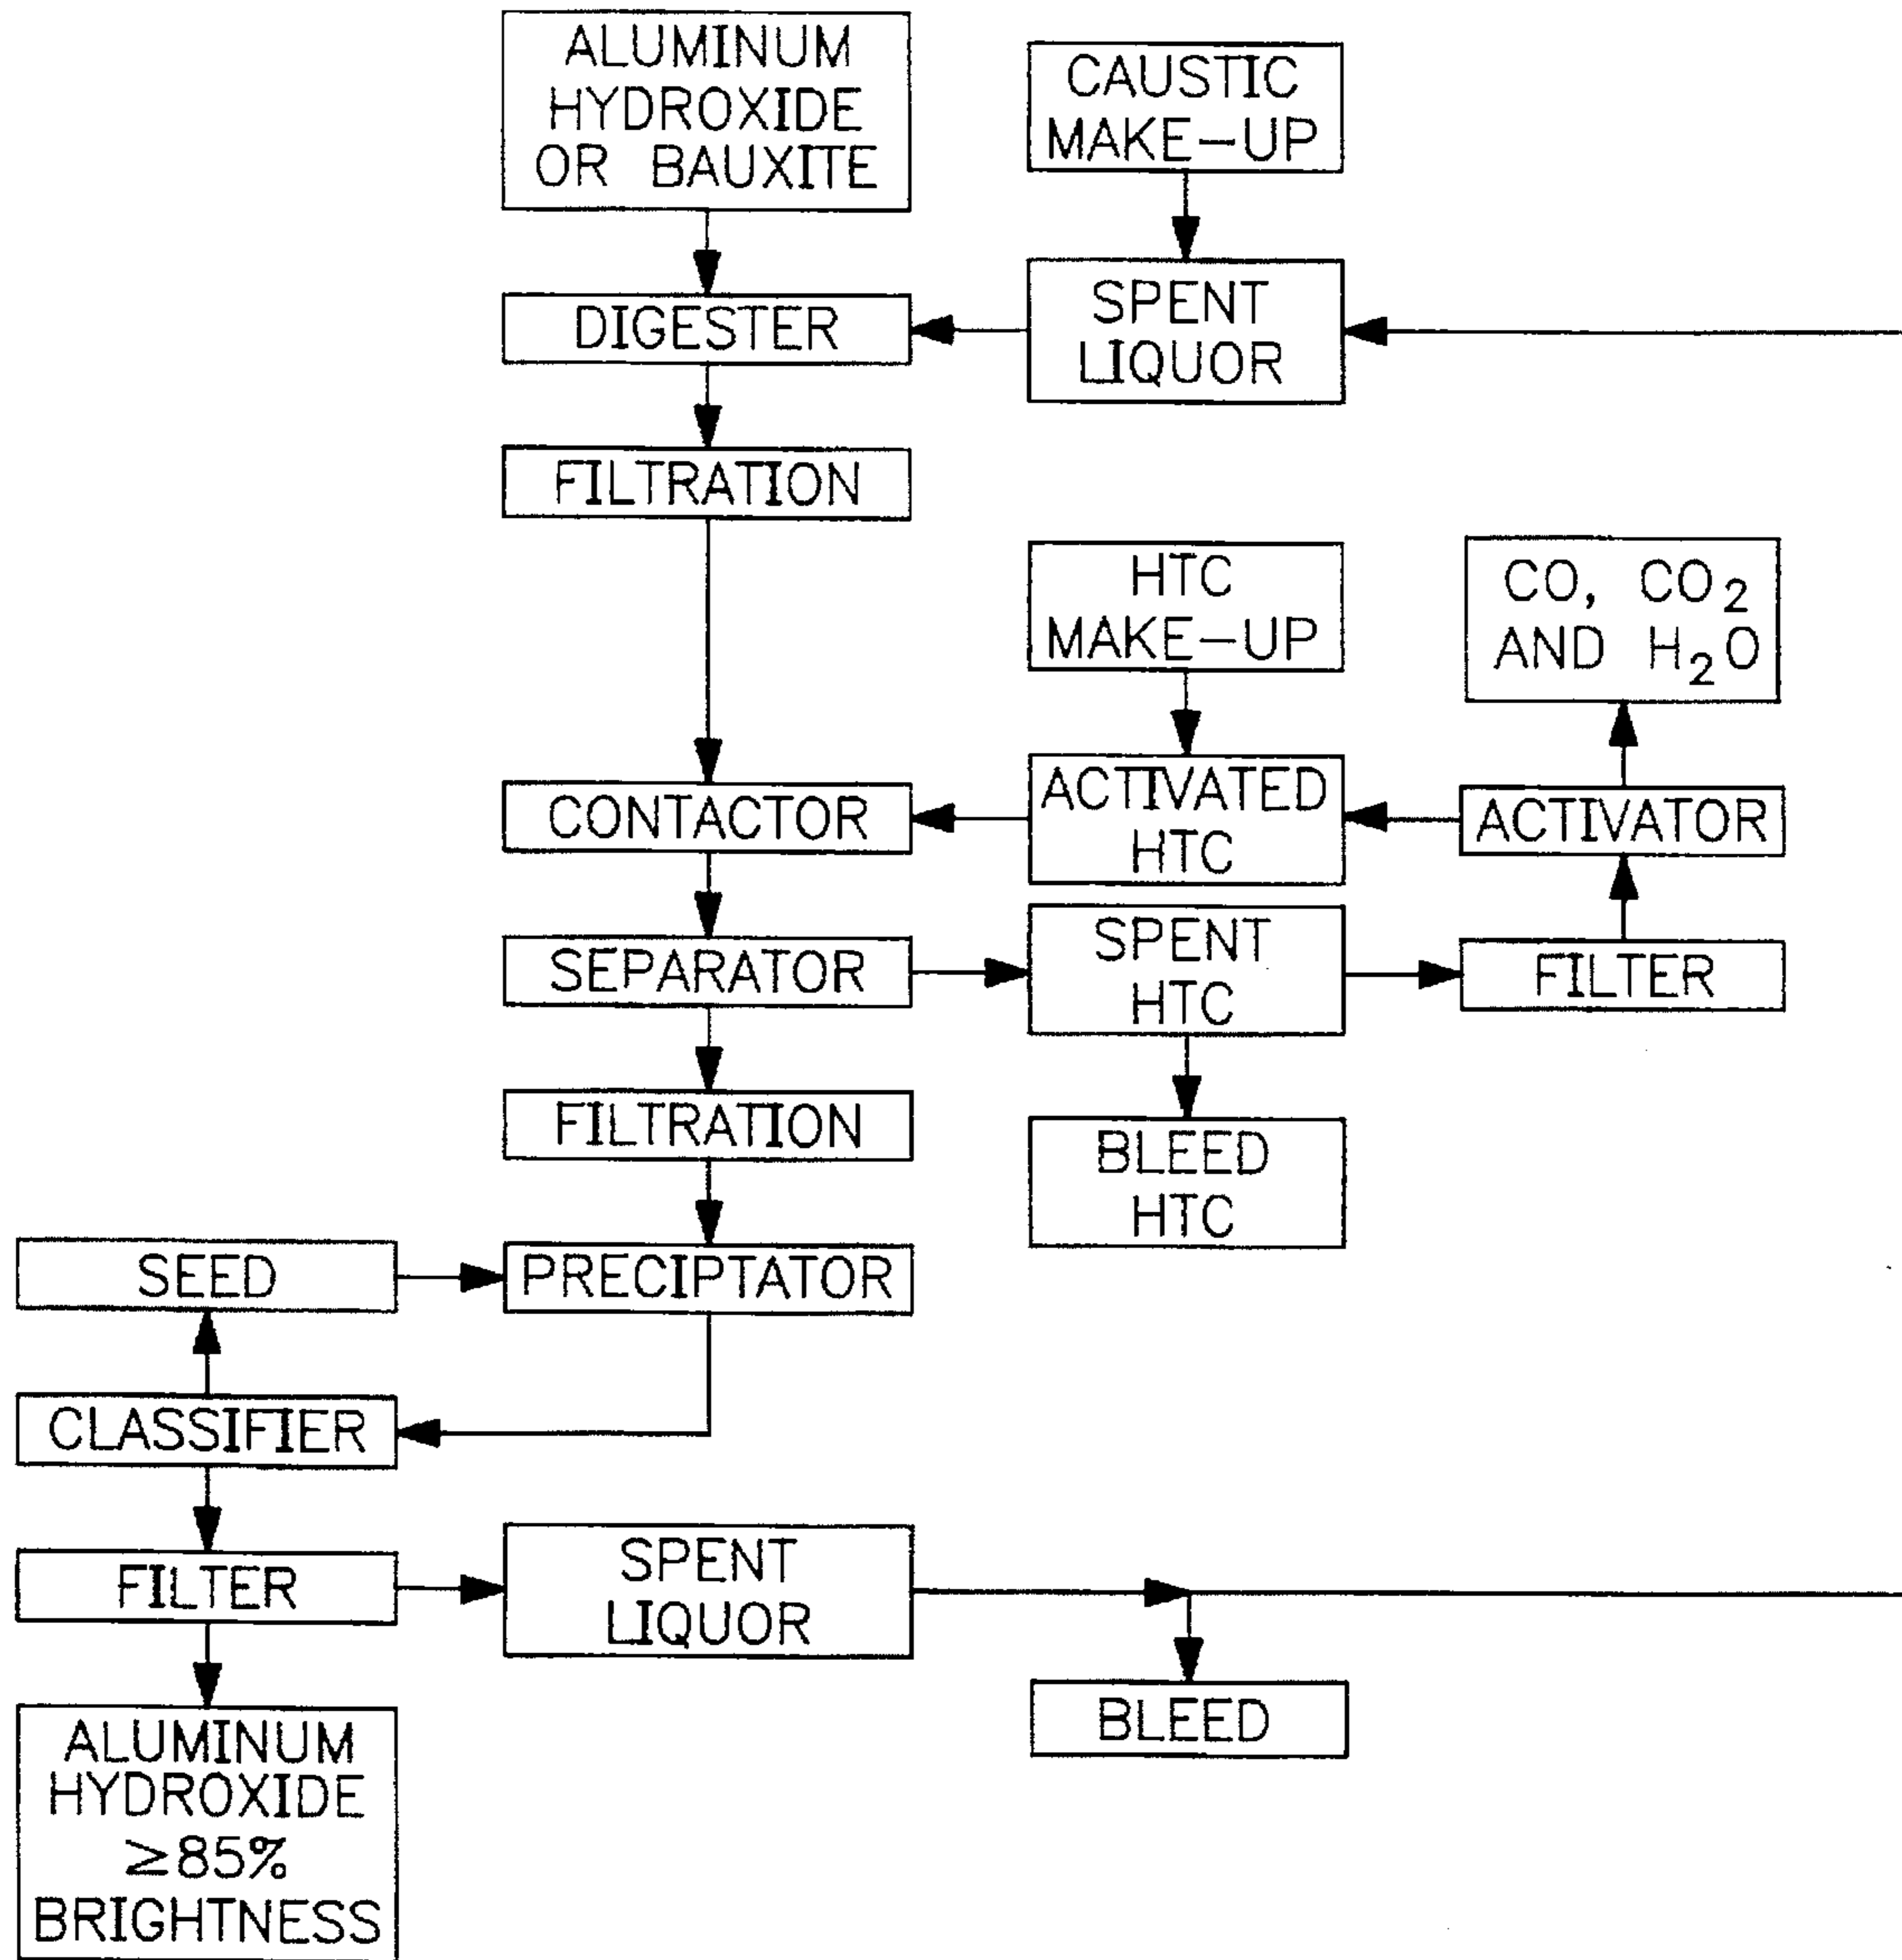 ALUMINUM
HYDROXIDE
OR BAUXITE
CAUSTIC
MAKE-UP
DIGESTER
SPENT
LIQUOR
FILTRATION
HTC
MAKE-UP
CO, CO2
AND H2O
CONTACTOR
ACTIVATED
HTC
ACTIVATOR
SEPARATOR
SPENT
HTC
FILTER
FILTRATION
BLEED
HTC
SEED
PRECIPTATOR
CLASSIFIER
FILTER
SPENT
LIQUOR
BLEED
ALUMINUM
HYDROXIDE
≥85%
BRIGHTNESS